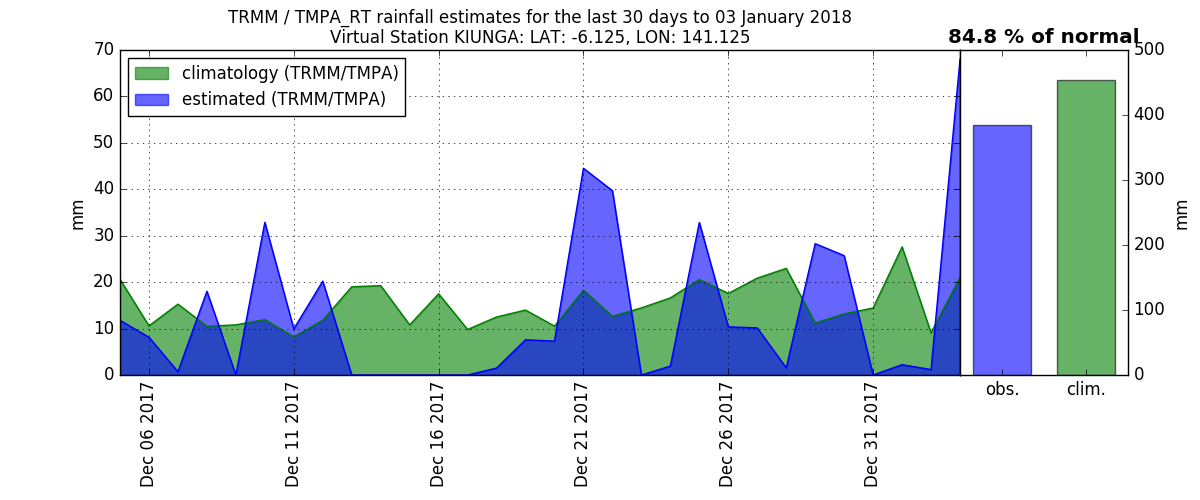 TRMM / TMPA_RT rainfall estimates for the last 30 days to 03 January 2018
Virtual Station KIUNGA: LAT: -6.125, LON: 141.125
84.8 % of normal
climatology (TRMM/TMPA)
estimated (TRMM/TMPA)
mm
70
60
50
40
30
20
10
0
Dec 06 2017
Dec 11 2017
Dec 16 2017
Dec 21 2017
Dec 26 2017
Dec 31 2017
500
400
300
200
100
0
mm
obs.
clim.